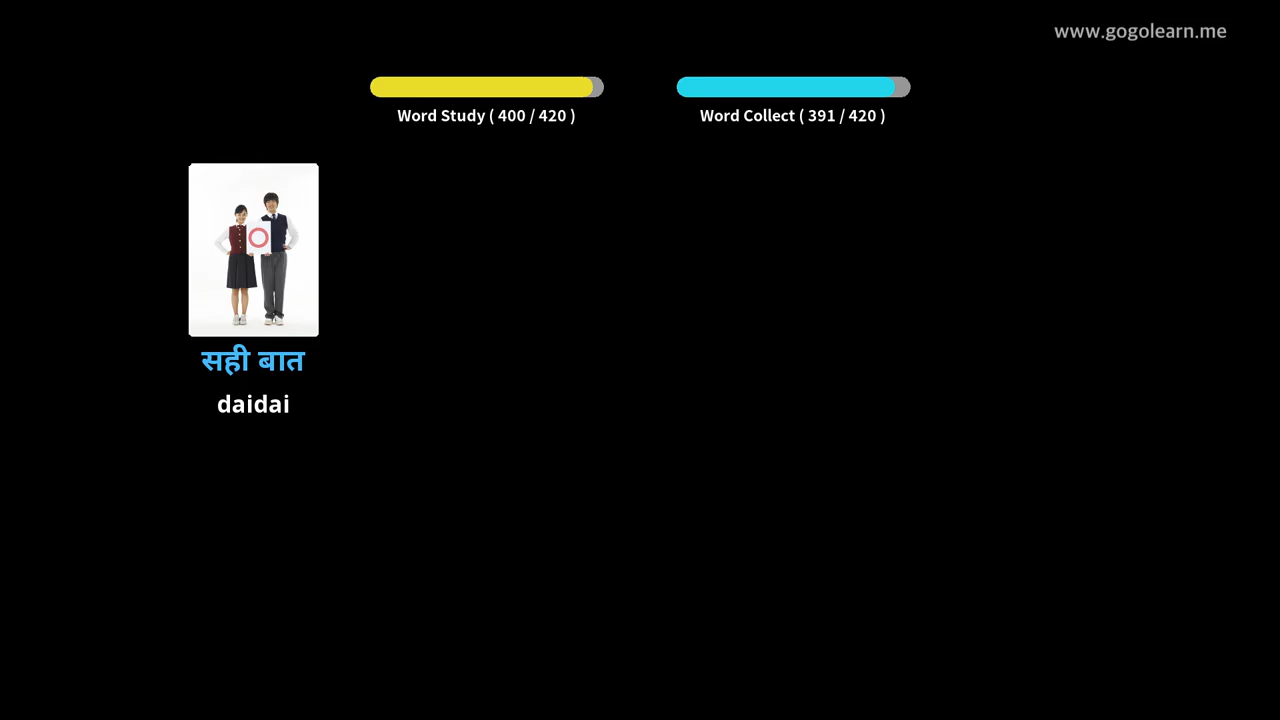 www.gogolearn.me
Word Study ( 400 / 420 )
Word Collect ( 391 / 420 )
सही बात
daidai